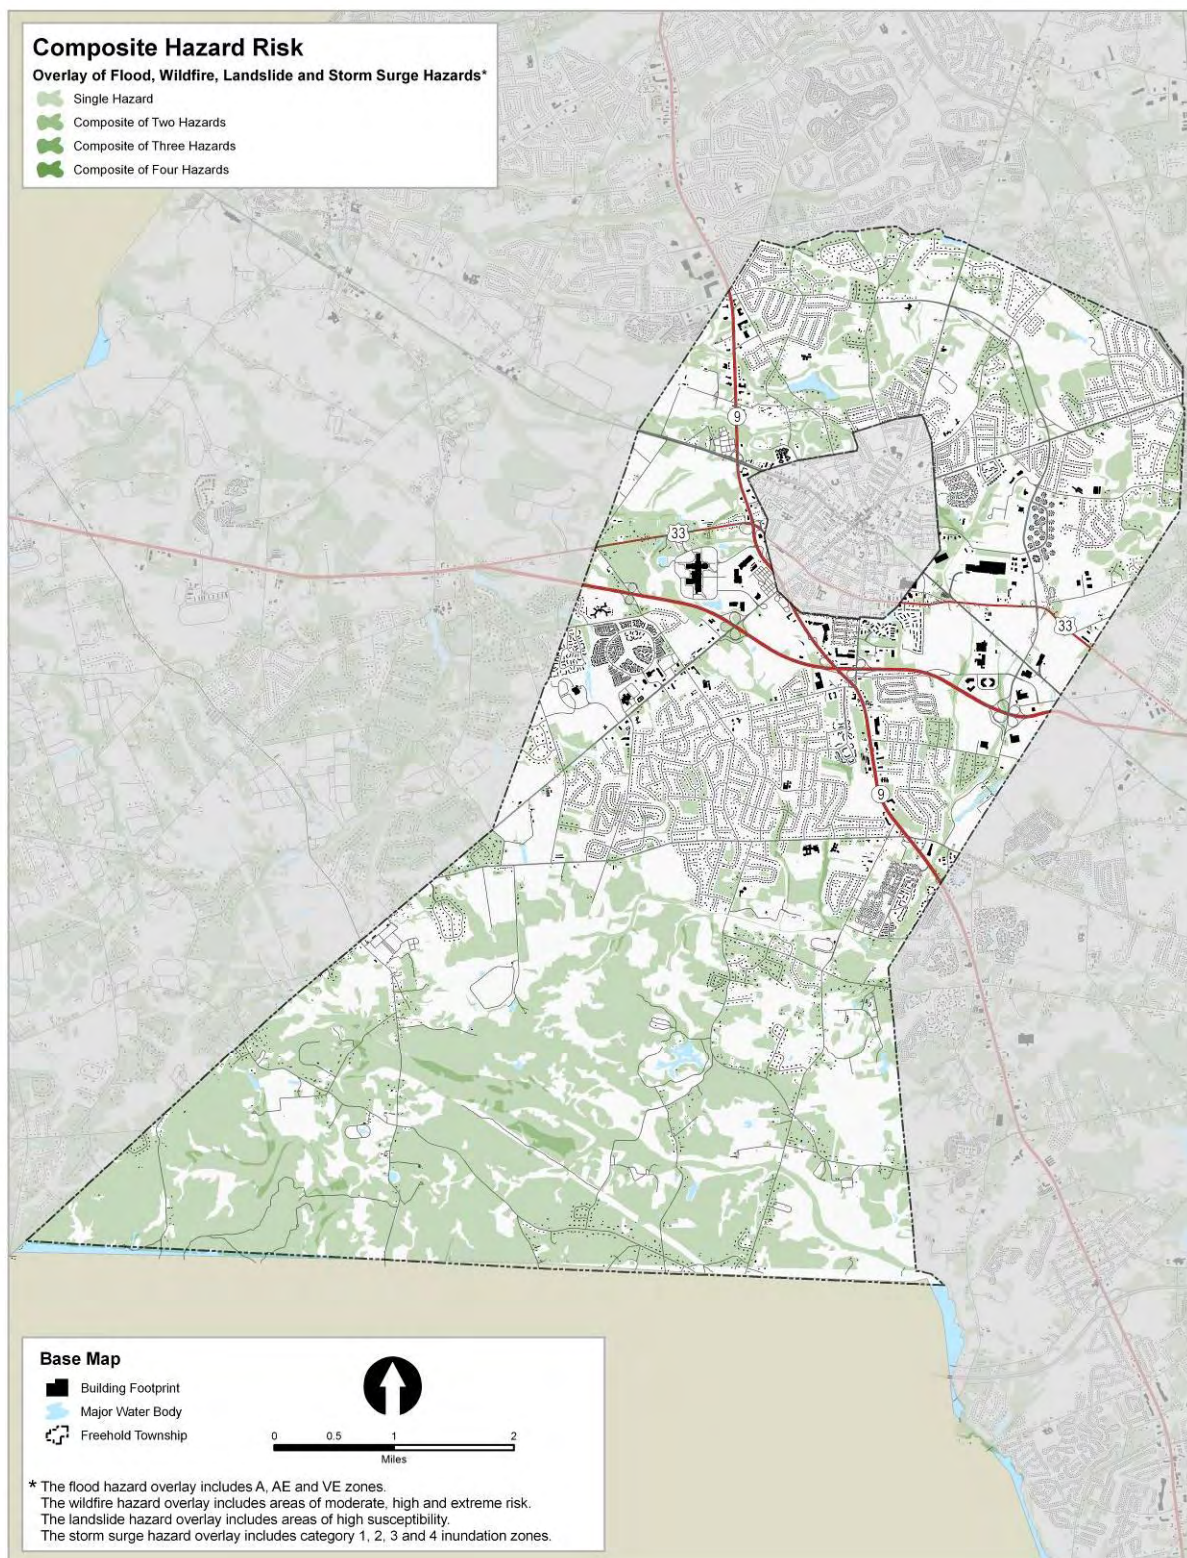 Composite Hazard Risk
Overlay of Flood, Wildfire, Landslide and Storm Surge Hazards*
Single Hazard
Composite of Two Hazards
Composite of Three Hazards
Composite of Four Hazards
9
33
33
9
Base Map
Building Footprint
Major Water Body
Freehold Township
0 0.5 1 2
Miles
* The flood hazard overlay includes A, AE and VE zones.
The wildfire hazard overlay includes areas of moderate, high and extreme risk.
The landslide hazard overlay includes areas of high susceptibility.
The storm surge hazard overlay includes category 1, 2, 3 and 4 inundation zones.